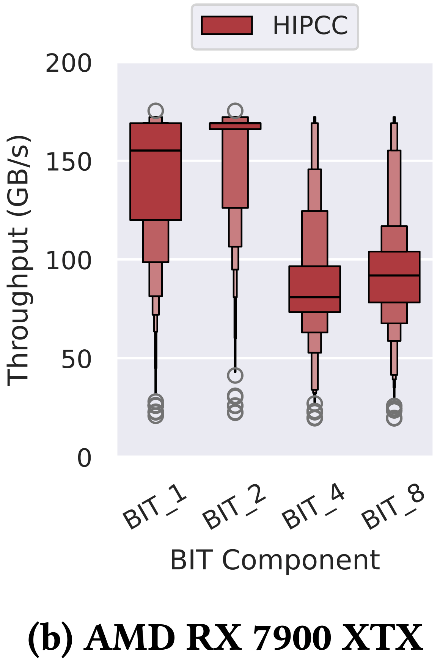 HIPCC
200
150
100
50
0
Throughput (GB/s)
BIT_1 BIT_2 BIT_4 BIT_8
BIT Component
(b) AMD RX 7900 XTX